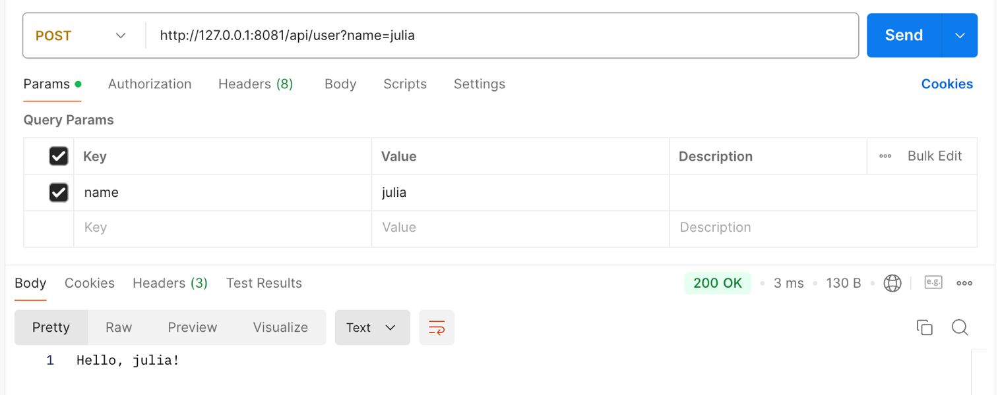 POST http://127.0.0.1:8081/api/user?name=julia Send
Params Authorization Headers (8) Body Scripts Settings Cookies
Query Params
Key Value Description Bulk Edit
name julia
Key Value Description
Body Cookies Headers (3) Test Results 200 OK 3 ms 130 B e.g.
Pretty Raw Preview Visualize Text
1 Hello, julia!